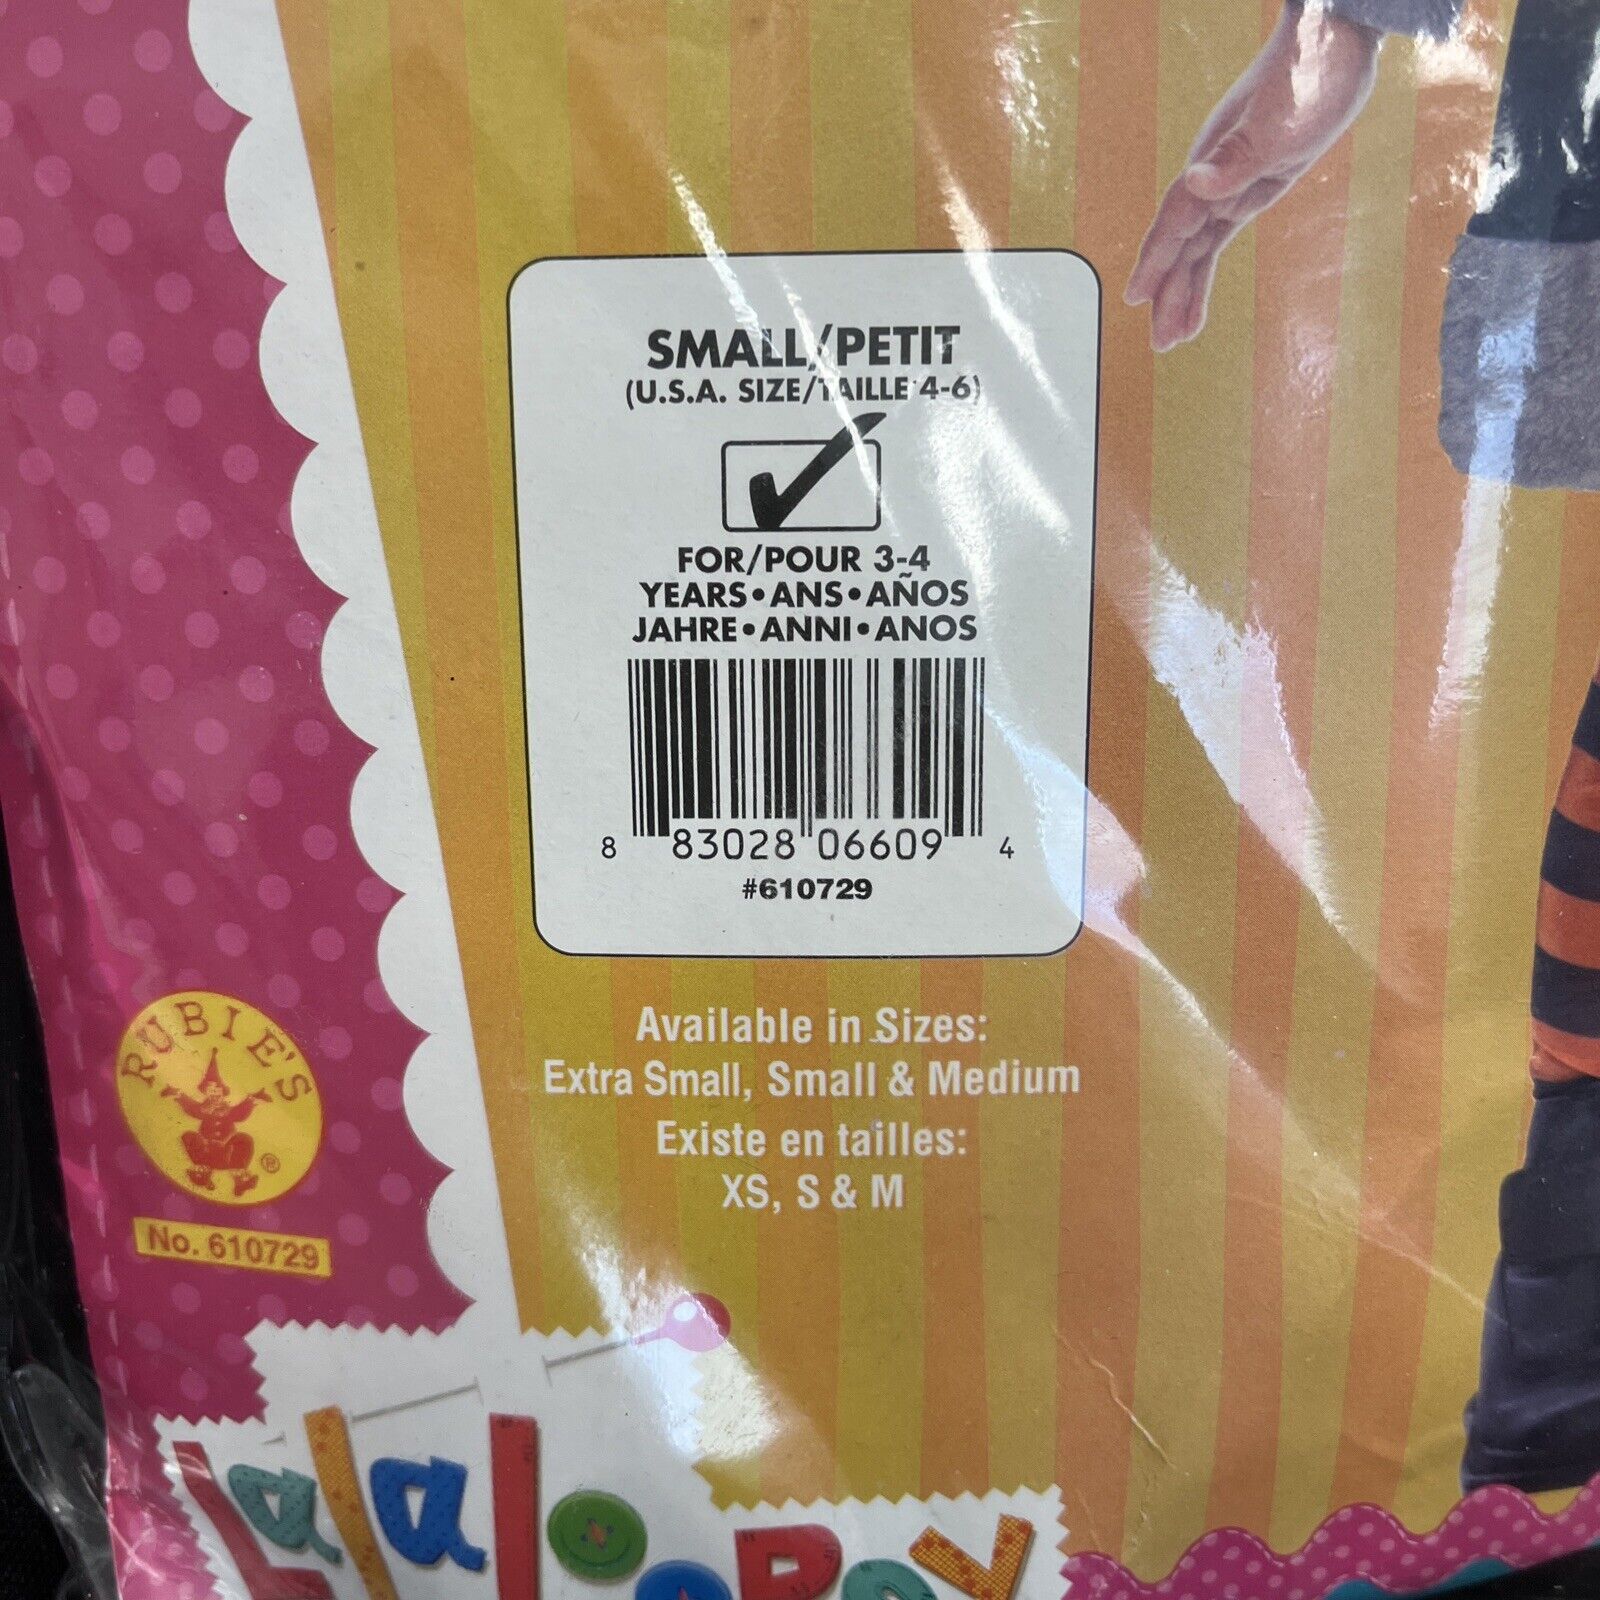 SMALL/PETIT
(U.S.A. SIZE/TAILLE 4-6)
FOR/POUR 3-4
YEARS•ANS•AÑOS
JAHRE•ANNI•ANOS
8 83028 06609 4
#610729
Available in Sizes:
Extra Small, Small & Medium
Existe en tailles:
XS, S & M
RUBIE'S
®
No. 610729
Lalaloopsy